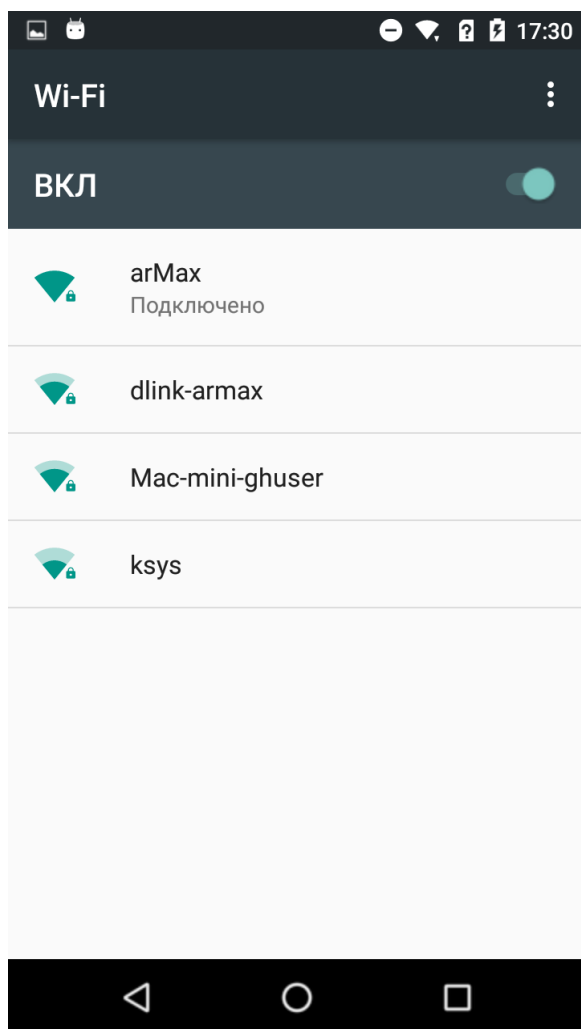 17:30
Wi-Fi
ВКЛ
arMax
Подключено
dlink-armax
Mac-mini-ghuser
ksys